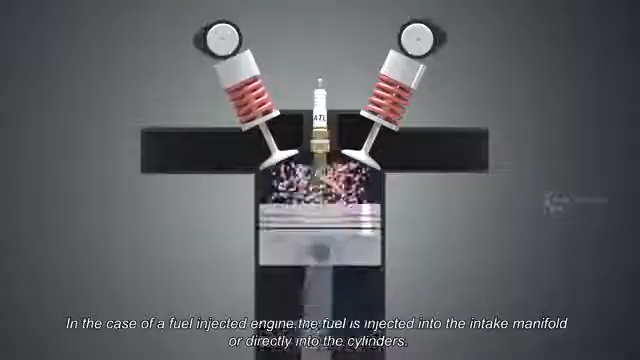 ATL
In the case of a fuel injected engine,the fuel is injected into the intake manifold
or directly into the cylinders.